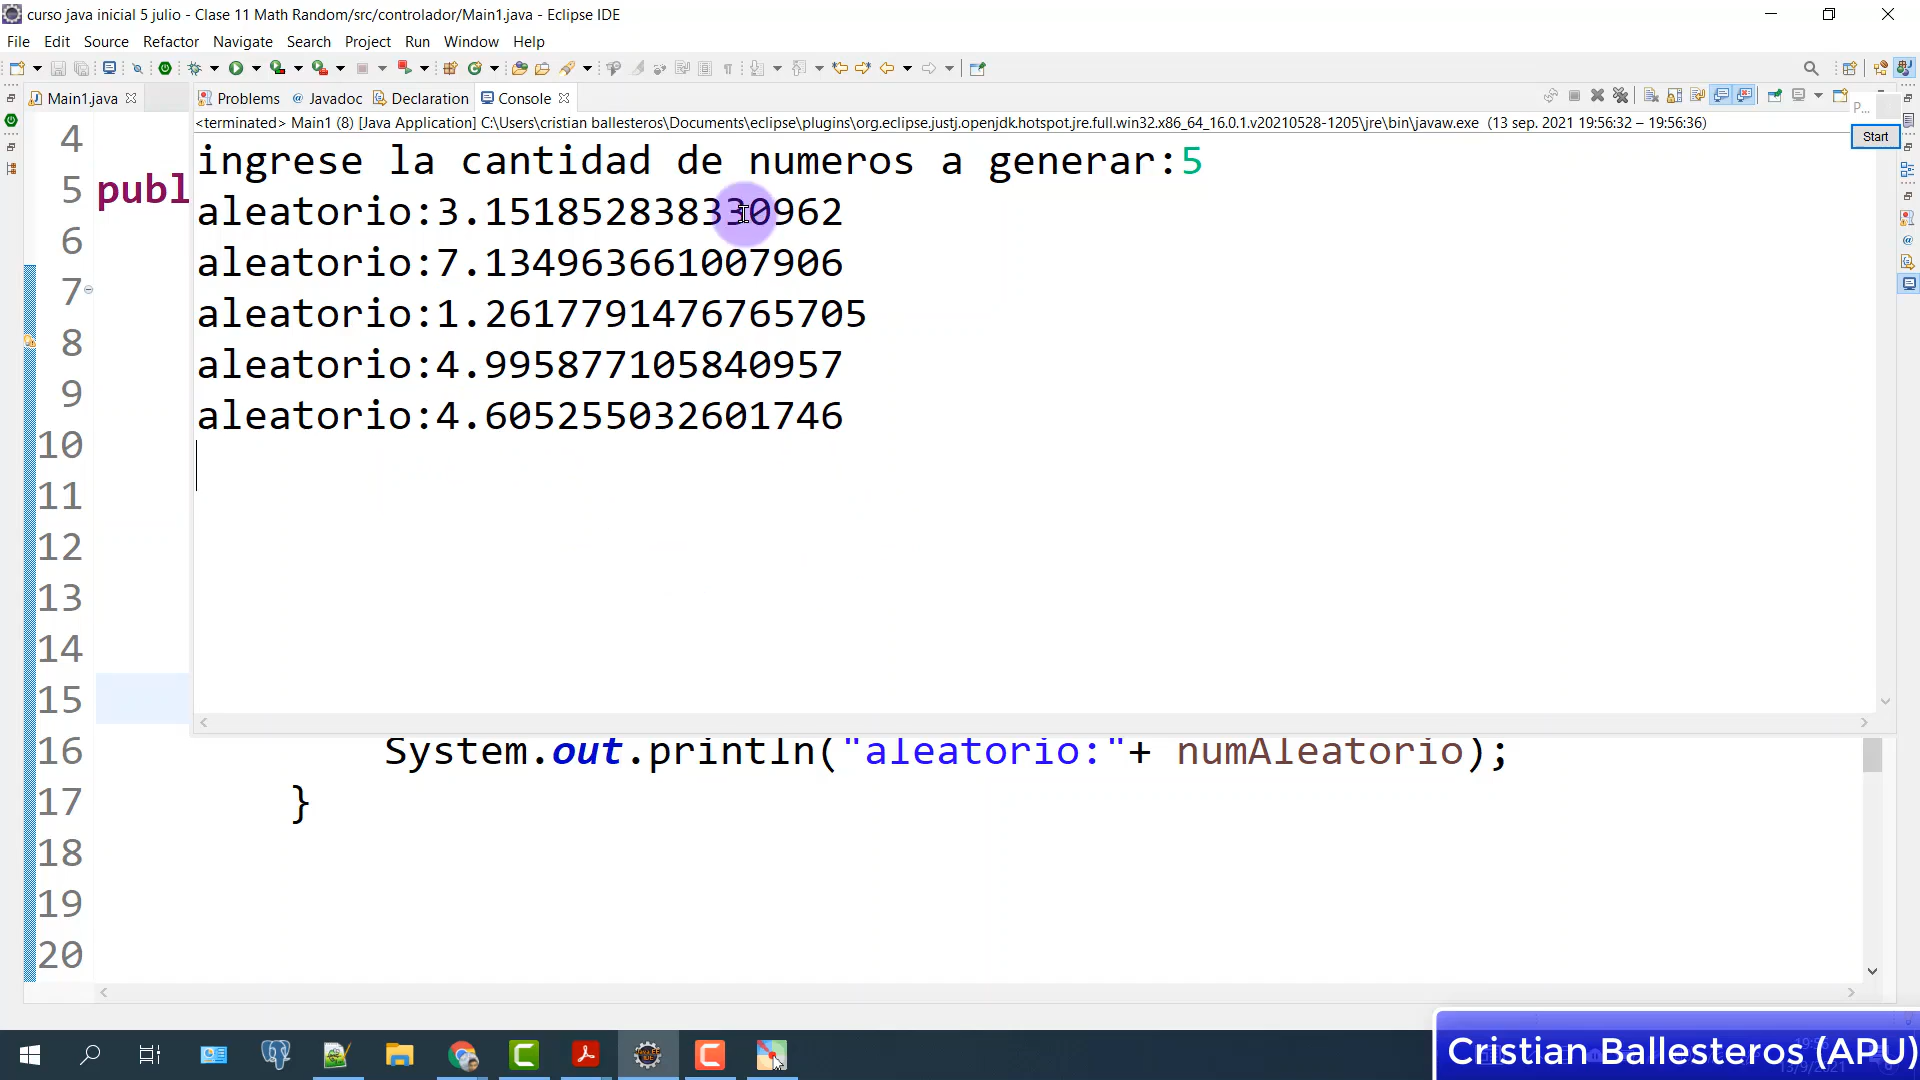 curso java inicial 5 julio - Clase 11 Math Random/src/controlador/Main1.java - Eclipse IDE
File Edit Source Refactor Navigate Search Project Run Window Help
Main1.java
Problems @ Javadoc Declaration Console
P...
<terminated> Main1 (8) [Java Application] C:\Users\cristian ballesteros\Documents\eclipse\plugins\org.eclipse.justj.openjdk.hotspot.jre.full.win32.x86_64_16.0.1.v20210528-1205\jre\bin\javaw.exe (13 sep. 2021 19:56:32 – 19:56:36)
Start
4
ingrese la cantidad de numeros a generar:5
5 publ
aleatorio:3.151852838330962
6
aleatorio:7.134963661007906
7
aleatorio:1.2617791476765705
8
aleatorio:4.995877105840957
9
aleatorio:4.605255032601746
10
11
12
13
14
15
16 System.out.println("aleatorio:"+ numAleatorio);
17 }
18
19
20
Cristian Ballesteros (APU)